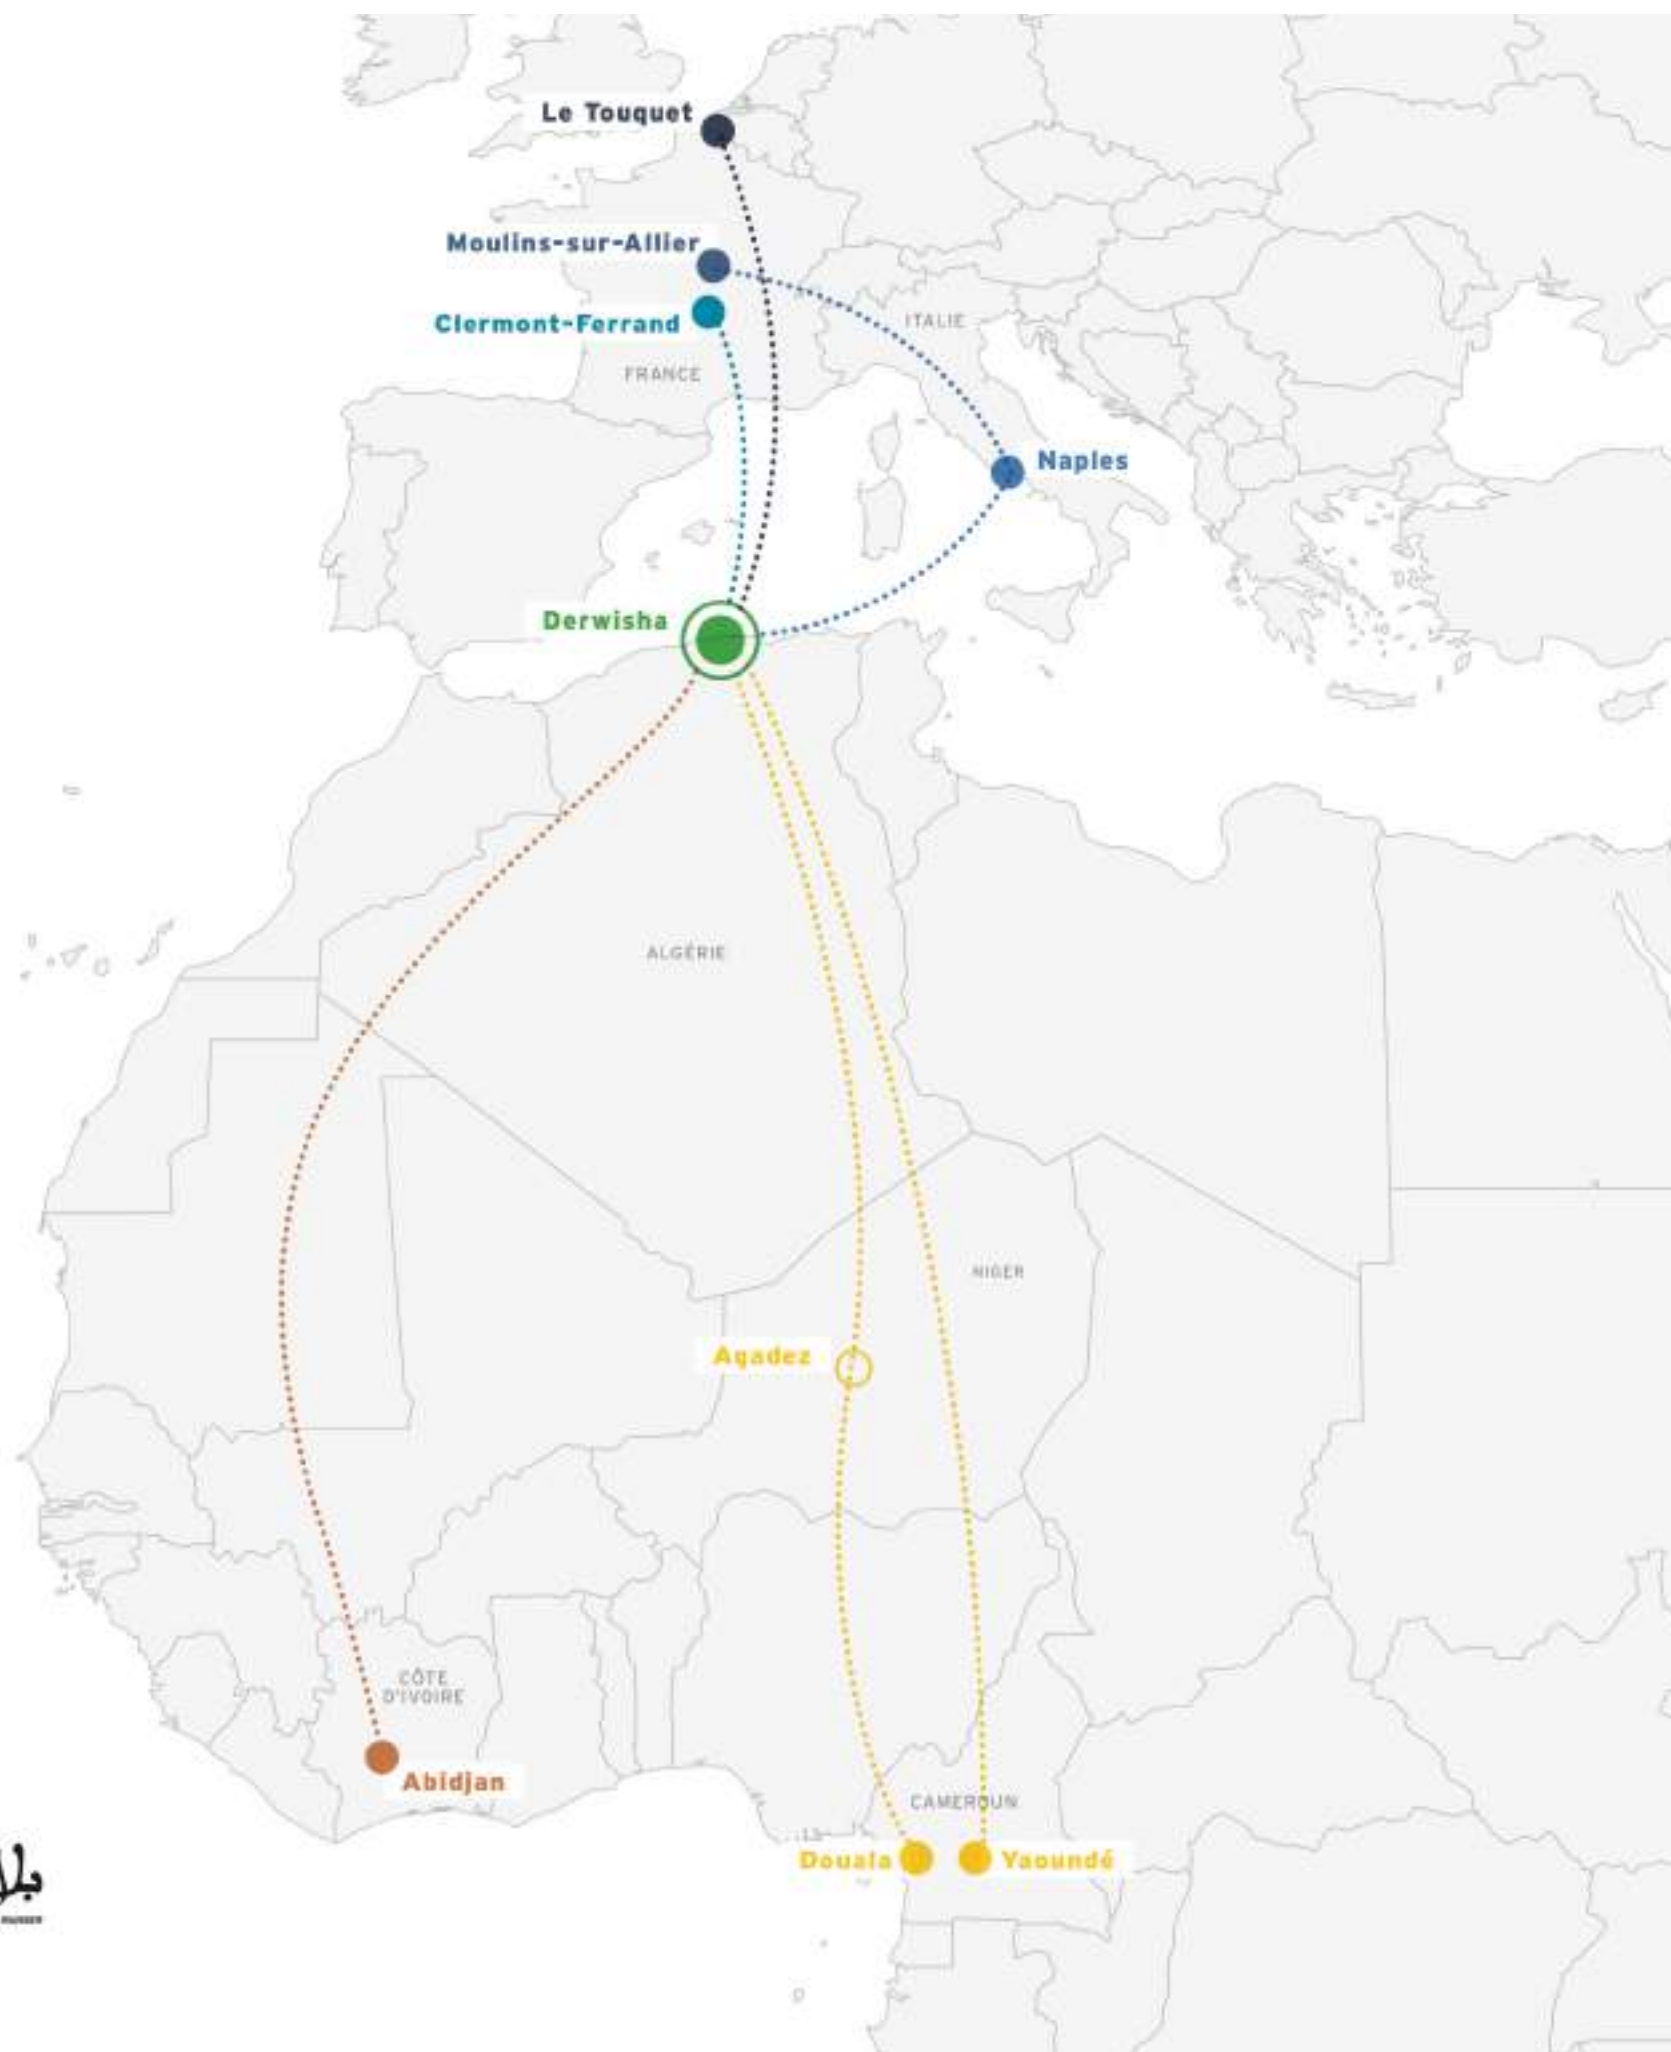 Le Touquet
Moulins-sur-Allier
Clermont-Ferrand
ITALIE
FRANCE
Naples
Derwisha
ALGÉRIE
NIGER
Agadez
CÔTE
D'IVOIRE
Abidjan
CAMEROUN
Douala
Yaoundé